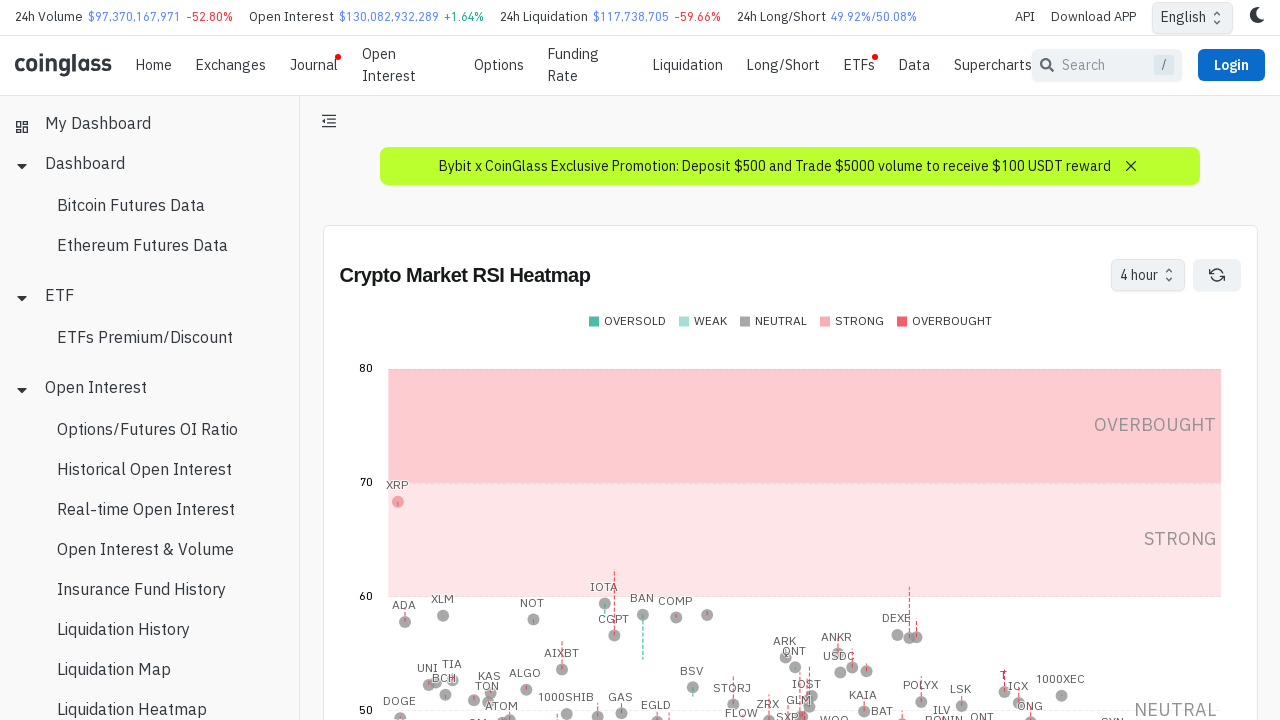 24h Volume $97,370,167,971 -52.80% Open Interest $130,082,932,289 +1.64% 24h Liquidation $117,738,705 -59.66% 24h Long/Short 49.92%/50.08% API Download APP English
coinglass Home Exchanges Journal Open Interest Options Funding Rate Liquidation Long/Short ETFs Data Supercharts Search / Login
My Dashboard
Dashboard
Bitcoin Futures Data
Ethereum Futures Data
ETF
ETFs Premium/Discount
Open Interest
Options/Futures OI Ratio
Historical Open Interest
Real-time Open Interest
Open Interest & Volume
Insurance Fund History
Liquidation History
Liquidation Map
Liquidation Heatmap
Bybit x CoinGlass Exclusive Promotion: Deposit $500 and Trade $5000 volume to receive $100 USDT reward
Crypto Market RSI Heatmap 4 hour
OVERSOLD WEAK NEUTRAL STRONG OVERBOUGHT
80
OVERBOUGHT
70
XRP
STRONG
60
IOTA
ADA XLM NOT BAN COMP
CGPT DEXE
ARK ANKR
AIXBT ONT USDC
UNI TIA BSV
BCH KAS ALGO T 1000XEC
TON STORJ IOST POLYX LSK ICX
DOGE ATOM 1000SHIB GAS EGLD ZRX GLM KAIA ONG
50 FLOW BAT ILV NEUTRAL
WOO ONT